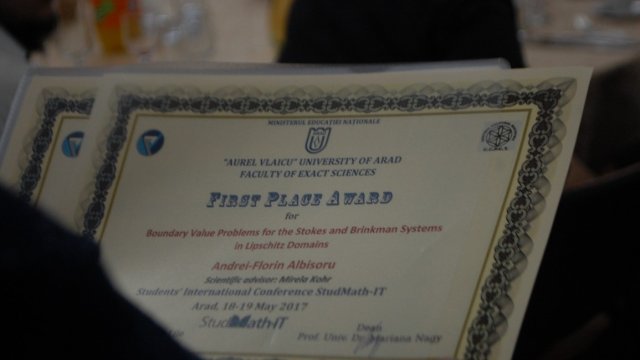 MINISTERUL EDUCAȚIEI NAȚIONALE
"AUREL VLAICU" UNIVERSITY OF ARAD
FACULTY OF EXACT SCIENCES
FIRST PLACE AWARD
for
Boundary Value Problems for the Stokes and Brinkman Systems
in Lipschitz Domains
Andrei-Florin Albisoru
Scientific advisor: Mirela Kohr
Students' International Conference StudMath-IT
Arad, 18-19 May 2017
StudMath-IT
Dean
Prof. Univ. Dr. Mariana Nagy